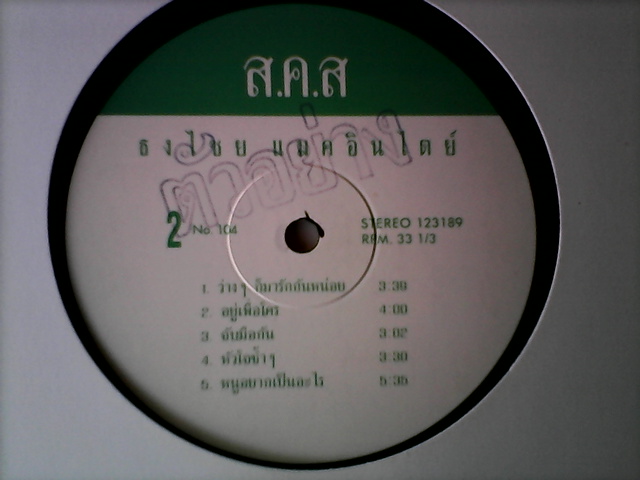 ส.ค.ส
ธงไชย แมคอินไตย์
ตัวอย่าง
2 No. 104
STEREO 123189
RPM. 33 1/3
1. ว่างๆ ก็มารักกันหน่อย 3:39
2. อยู่เพื่อใคร 4:00
3. จับมือกัน 3:02
4. หัวใจช้ำๆ 3:30
5. หนูอยากเป็นอะไร 5:35